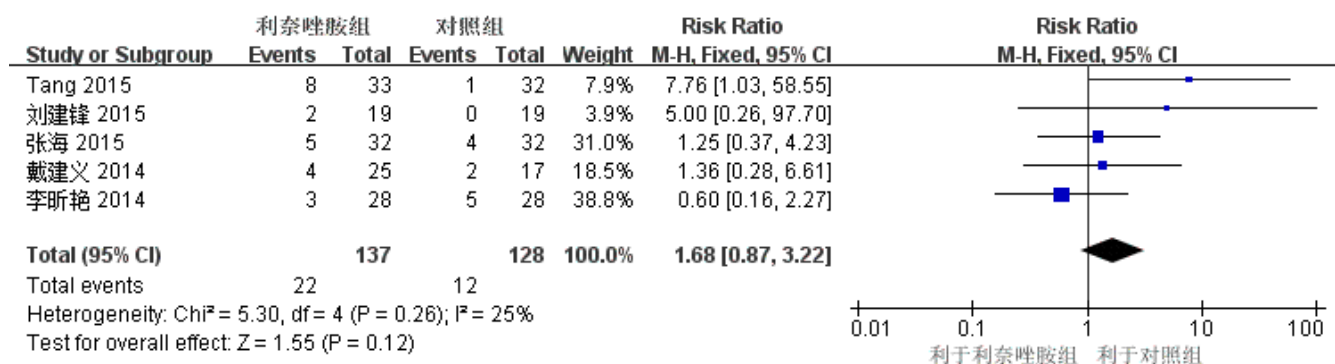 利奈唑胺组 对照组 Risk Ratio Risk Ratio
Study or Subgroup Events Total Events Total Weight M-H, Fixed, 95% CI M-H, Fixed, 95% CI
Tang 2015 8 33 1 32 7.9% 7.76 [1.03, 58.55]
刘建锋 2015 2 19 0 19 3.9% 5.00 [0.26, 97.70]
张海 2015 5 32 4 32 31.0% 1.25 [0.37, 4.23]
戴建义 2014 4 25 2 17 18.5% 1.36 [0.28, 6.61]
李昕艳 2014 3 28 5 28 38.8% 0.60 [0.16, 2.27]
Total (95% CI) 137 128 100.0% 1.68 [0.87, 3.22]
Total events 22 12
Heterogeneity: Chi² = 5.30, df = 4 (P = 0.26); I² = 25%
Test for overall effect: Z = 1.55 (P = 0.12)
0.01 0.1 1 10 100
利于利奈唑胺组 利于对照组